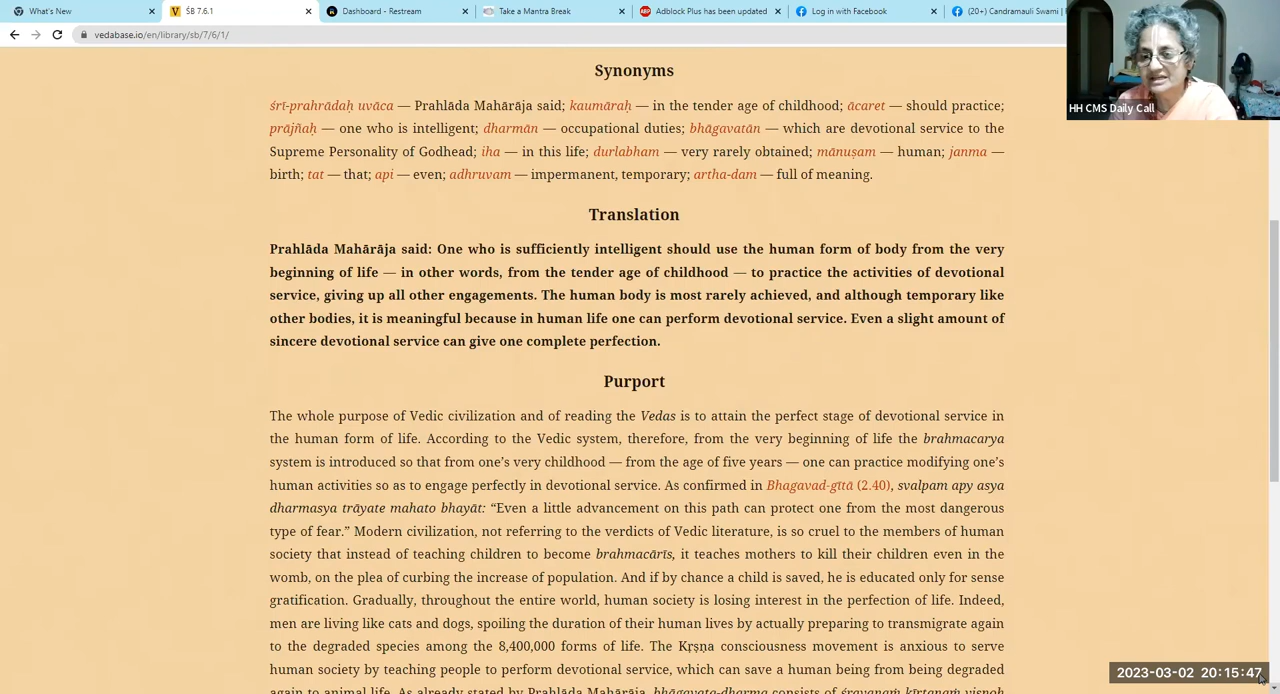 What's New
ŚB 7.6.1
Dashboard - Restream
Take a Mantra Break
Adblock Plus has been updated
Log in with Facebook
(20+) Candramauli Swami |
vedabase.io/en/library/sb/7/6/1/
HH CMS Daily Call
Synonyms
śrī-prahrādaḥ uvāca — Prahlāda Mahārāja said; kaumāraḥ — in the tender age of childhood; ācaret — should practice;
prājñaḥ — one who is intelligent; dharmān — occupational duties; bhāgavatān — which are devotional service to the
Supreme Personality of Godhead; iha — in this life; durlabham — very rarely obtained; mānuṣam — human; janma —
birth; tat — that; api — even; adhruvam — impermanent, temporary; artha-dam — full of meaning.
Translation
Prahlāda Mahārāja said: One who is sufficiently intelligent should use the human form of body from the very
beginning of life — in other words, from the tender age of childhood — to practice the activities of devotional
service, giving up all other engagements. The human body is most rarely achieved, and although temporary like
other bodies, it is meaningful because in human life one can perform devotional service. Even a slight amount of
sincere devotional service can give one complete perfection.
Purport
The whole purpose of Vedic civilization and of reading the Vedas is to attain the perfect stage of devotional service in
the human form of life. According to the Vedic system, therefore, from the very beginning of life the brahmacarya
system is introduced so that from one's very childhood — from the age of five years — one can practice modifying one's
human activities so as to engage perfectly in devotional service. As confirmed in Bhagavad-gītā (2.40), svalpam apy asya
dharmasya trāyate mahato bhayāt: “Even a little advancement on this path can protect one from the most dangerous
type of fear.” Modern civilization, not referring to the verdicts of Vedic literature, is so cruel to the members of human
society that instead of teaching children to become brahmacārīs, it teaches mothers to kill their children even in the
womb, on the plea of curbing the increase of population. And if by chance a child is saved, he is educated only for sense
gratification. Gradually, throughout the entire world, human society is losing interest in the perfection of life. Indeed,
men are living like cats and dogs, spoiling the duration of their human lives by actually preparing to transmigrate again
to the degraded species among the 8,400,000 forms of life. The Kṛṣṇa consciousness movement is anxious to serve
human society by teaching people to perform devotional service, which can save a human being from being degraded
again to animal life. As already stated by Prahlāda Mahārāja, bhāgavata-dharma consists of śravaṇaṁ kīrtanaṁ viṣṇoḥ
2023-03-02 20:15:47